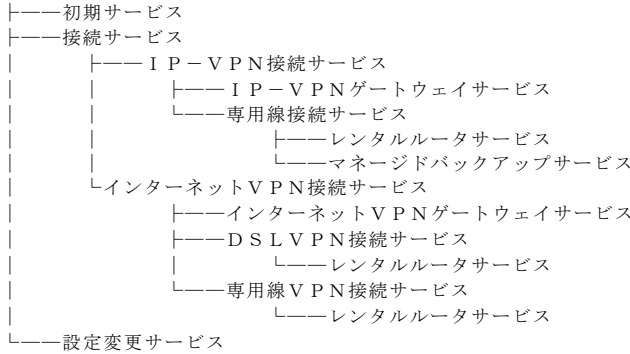 ├――初期サービス
├――接続サービス
│　　　├――ＩＰ－ＶＰＮ接続サービス
│　　　│　　　├――ＩＰ－ＶＰＮゲートウェイサービス
│　　　│　　　└――専用線接続サービス
│　　　│　　　　　　　├――レンタルルータサービス
│　　　│　　　　　　　└――マネージドバックアップサービス
│　　　└インターネットＶＰＮ接続サービス
│　　　　　　　├――インターネットＶＰＮゲートウェイサービス
│　　　　　　　├――ＤＳＬＶＰＮ接続サービス
│　　　　　　　│　　　└――レンタルルータサービス
│　　　　　　　└――専用線ＶＰＮ接続サービス
│　　　　　　　　　　　└――レンタルルータサービス
└――設定変更サービス